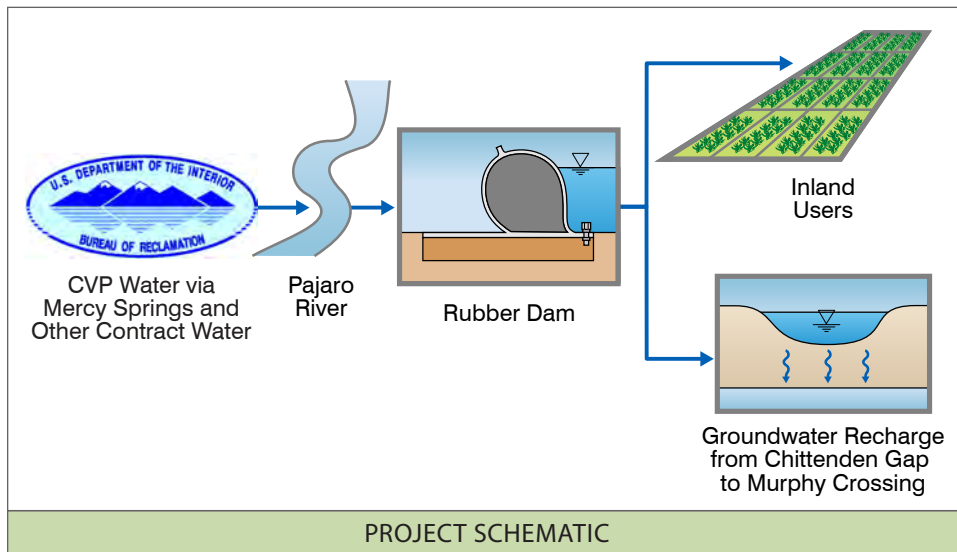 U.S. DEPARTMENT OF THE INTERIOR
BUREAU OF RECLAMATION
CVP Water via
Mercy Springs and
Other Contract Water
Pajaro
River
Rubber Dam
Inland
Users
Groundwater Recharge
from Chittenden Gap
to Murphy Crossing
PROJECT SCHEMATIC